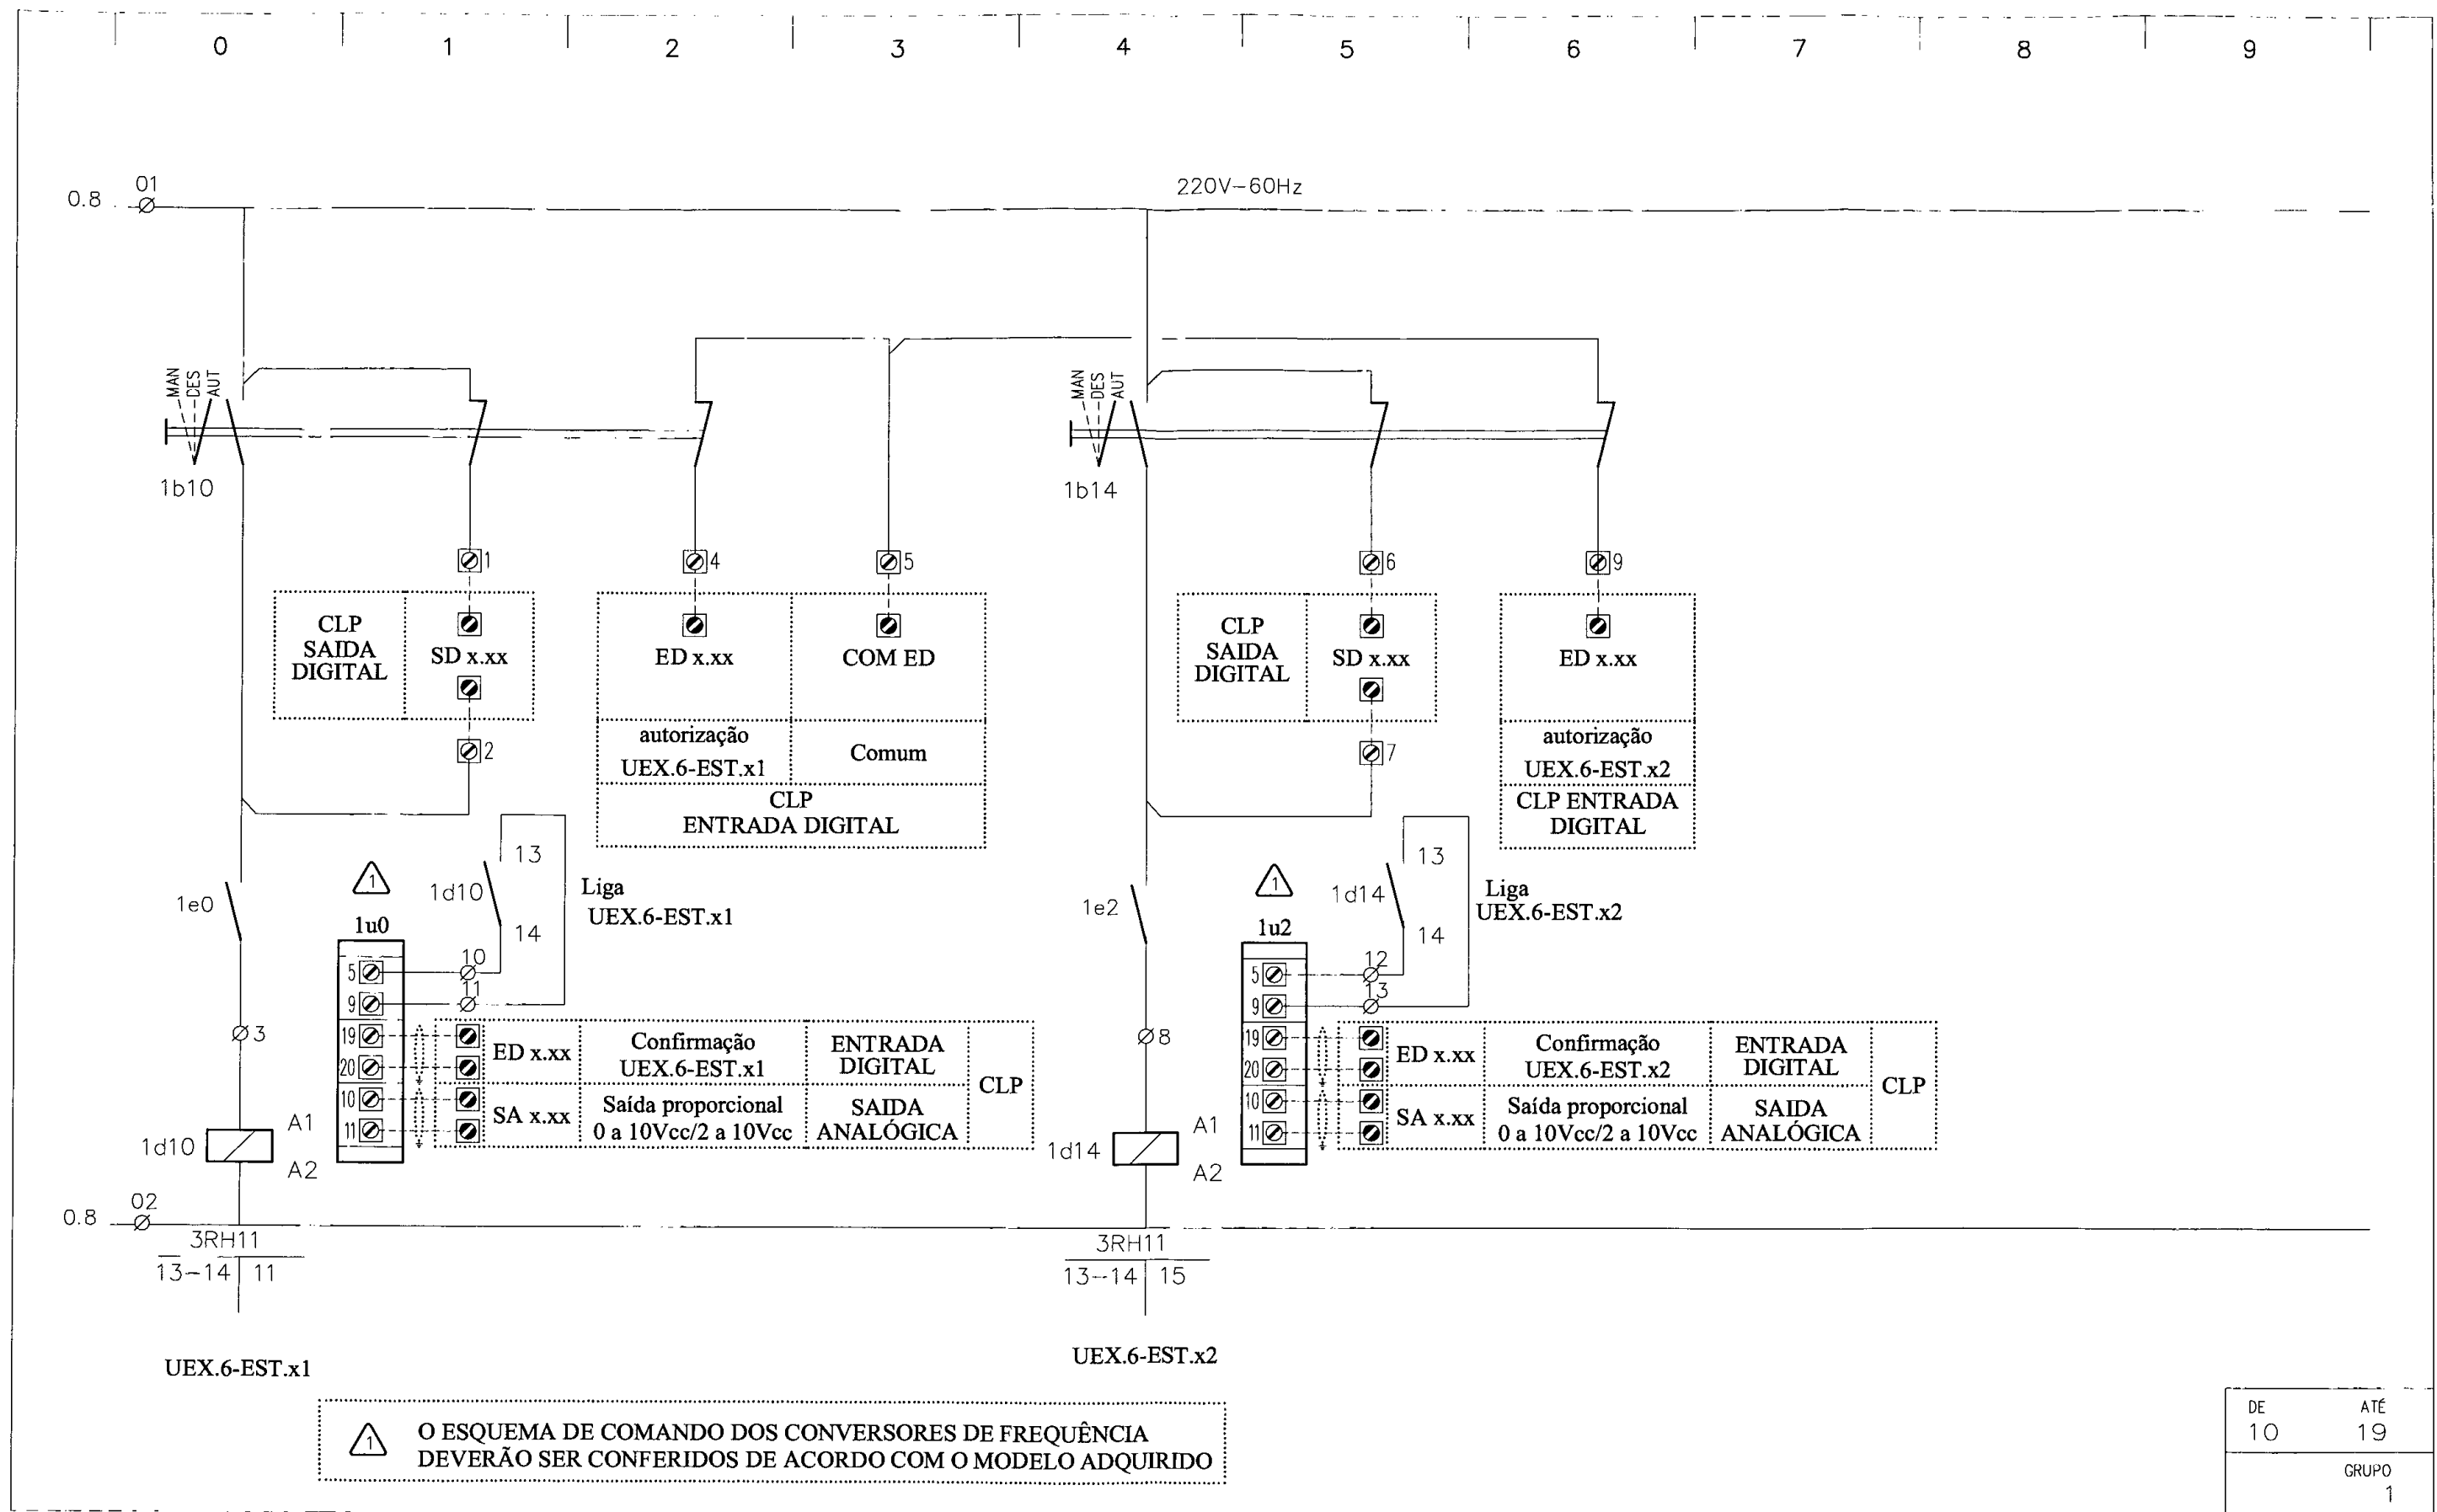 0 1 2 3 4 5 6 7 8 9
0.8 01
220V-60Hz
MAN DES AUT
1b10
MAN DES AUT
1b14
1
4
5
6
9
CLP
SAIDA
DIGITAL
SD x.xx
ED x.xx
COM ED
CLP
SAIDA
DIGITAL
SD x.xx
ED x.xx
2
7
autorização
UEX.6-EST.x1
Comum
autorização
UEX.6-EST.x2
CLP
ENTRADA DIGITAL
CLP ENTRADA
DIGITAL
1e0
1
1u0
1d10
13
14
Liga
UEX.6-EST.x1
5 10
9 11
3
19
20
10
11
ED x.xx
Confirmação
UEX.6-EST.x1
ENTRADA
DIGITAL
SA x.xx
Saída proporcional
0 a 10Vcc/2 a 10Vcc
SAIDA
ANALÓGICA
CLP
1d10
A1
A2
1e2
1
1u2
1d14
13
14
Liga
UEX.6-EST.x2
5 12
9 13
8
19
20
10
11
ED x.xx
Confirmação
UEX.6-EST.x2
ENTRADA
DIGITAL
SA x.xx
Saída proporcional
0 a 10Vcc/2 a 10Vcc
SAIDA
ANALÓGICA
CLP
1d14
A1
A2
0.8 02
3RH11
13-14 11
3RH11
13-14 15
UEX.6-EST.x1
UEX.6-EST.x2
1
O ESQUEMA DE COMANDO DOS CONVERSORES DE FREQUÊNCIA
DEVERÃO SER CONFERIDOS DE ACORDO COM O MODELO ADQUIRIDO
DE ATÉ
10 19
GRUPO
1